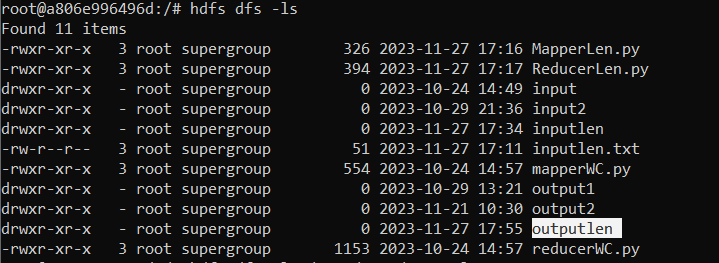 root@a806e996496d:/# hdfs dfs -ls
Found 11 items
-rwxr-xr-x   3 root supergroup        326 2023-11-27 17:16 MapperLen.py
-rwxr-xr-x   3 root supergroup        394 2023-11-27 17:17 ReducerLen.py
drwxr-xr-x   - root supergroup          0 2023-10-24 14:49 input
drwxr-xr-x   - root supergroup          0 2023-10-29 21:36 input2
drwxr-xr-x   - root supergroup          0 2023-11-27 17:34 inputlen
-rw-r--r--   3 root supergroup         51 2023-11-27 17:11 inputlen.txt
-rwxr-xr-x   3 root supergroup        554 2023-10-24 14:57 mapperWC.py
drwxr-xr-x   - root supergroup          0 2023-10-29 13:21 output1
drwxr-xr-x   - root supergroup          0 2023-11-21 10:30 output2
drwxr-xr-x   - root supergroup          0 2023-11-27 17:55 outputlen
-rwxr-xr-x   3 root supergroup       1153 2023-10-24 14:57 reducerWC.py